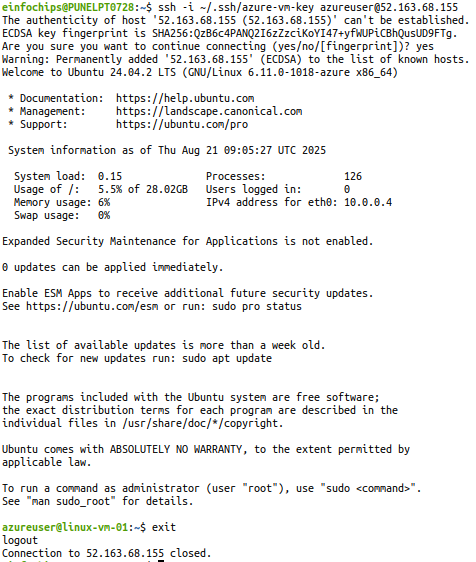 einfochips@PUNELPT0728:~$ ssh -i ~/.ssh/azure-vm-key azureuser@52.163.68.155
The authenticity of host '52.163.68.155 (52.163.68.155)' can't be established.
ECDSA key fingerprint is SHA256:QzB6c4PANQ2I6zZzciKoYI47+yfWUPiCBhQusUD9FTg.
Are you sure you want to continue connecting (yes/no/[fingerprint])? yes
Warning: Permanently added '52.163.68.155' (ECDSA) to the list of known hosts.
Welcome to Ubuntu 24.04.2 LTS (GNU/Linux 6.11.0-1018-azure x86_64)
* Documentation: https://help.ubuntu.com
* Management: https://landscape.canonical.com
* Support: https://ubuntu.com/pro
System information as of Thu Aug 21 09:05:27 UTC 2025
System load: 0.15 Processes: 126
Usage of /: 5.5% of 28.02GB Users logged in: 0
Memory usage: 6% IPv4 address for eth0: 10.0.0.4
Swap usage: 0%
Expanded Security Maintenance for Applications is not enabled.
0 updates can be applied immediately.
Enable ESM Apps to receive additional future security updates.
See https://ubuntu.com/esm or run: sudo pro status
The list of available updates is more than a week old.
To check for new updates run: sudo apt update
The programs included with the Ubuntu system are free software;
the exact distribution terms for each program are described in the
individual files in /usr/share/doc/*/copyright.
Ubuntu comes with ABSOLUTELY NO WARRANTY, to the extent permitted by
applicable law.
To run a command as administrator (user "root"), use "sudo <command>".
See "man sudo_root" for details.
azureuser@linux-vm-01:~$ exit
logout
Connection to 52.163.68.155 closed.